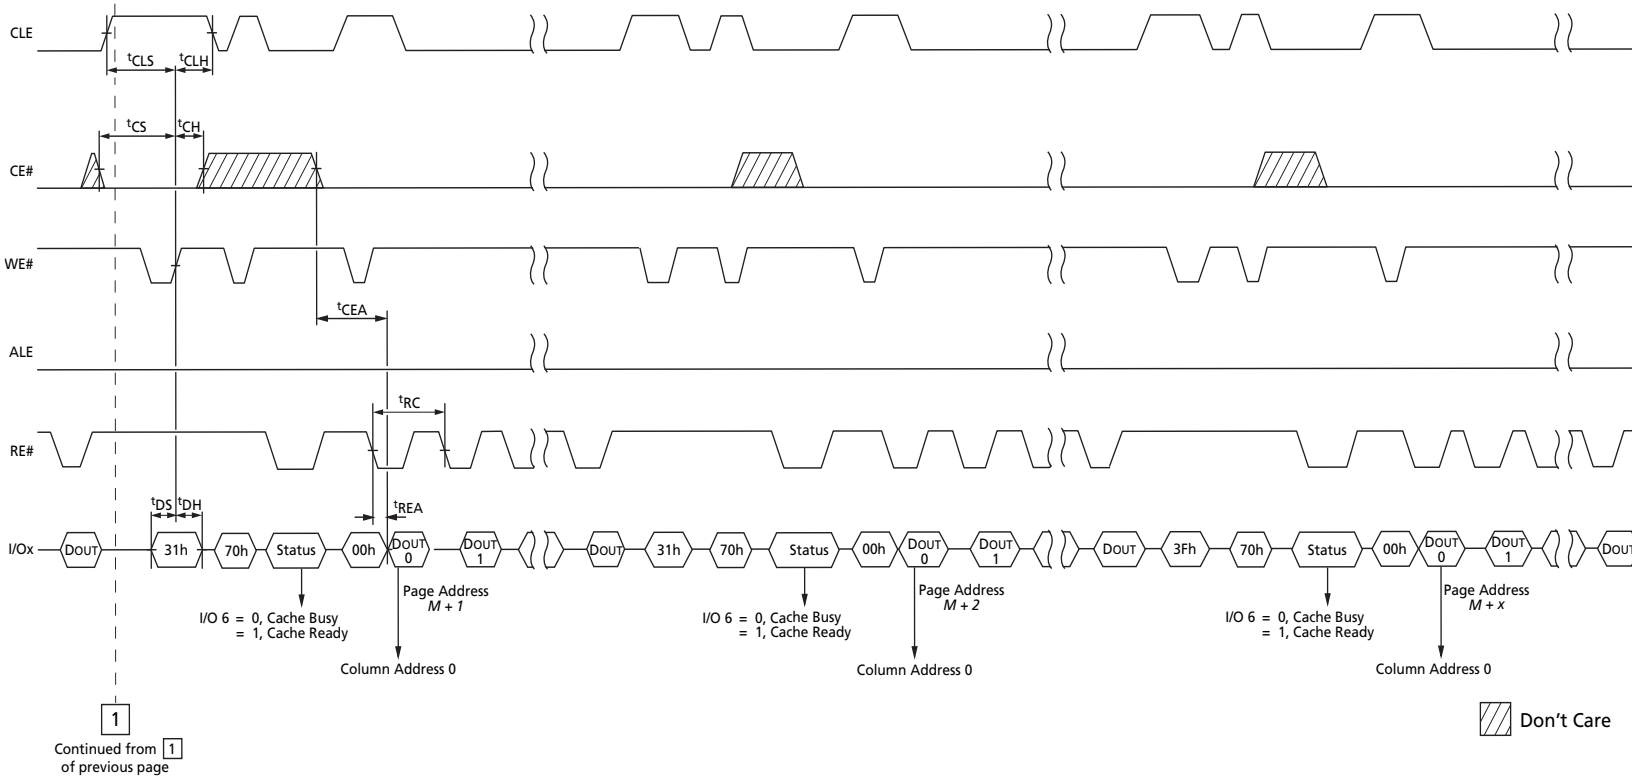 CLE
tCLS
tCLH
tCS
tCH
CE#
WE#
tCEA
ALE
tRC
RE#
tREA
tDS
tDH
I/Ox
DOUT
31h
70h
Status
00h
DOUT
0
DOUT
1
DOUT
31h
70h
Status
00h
DOUT
0
DOUT
1
DOUT
3Fh
70h
Status
00h
DOUT
0
DOUT
1
DOUT
Page Address
M + 1
I/O 6 = 0, Cache Busy
= 1, Cache Ready
Column Address 0
Page Address
M + 2
I/O 6 = 0, Cache Busy
= 1, Cache Ready
Column Address 0
Page Address
M + x
I/O 6 = 0, Cache Busy
= 1, Cache Ready
Column Address 0
1
Continued from 1
of previous page
Don't Care